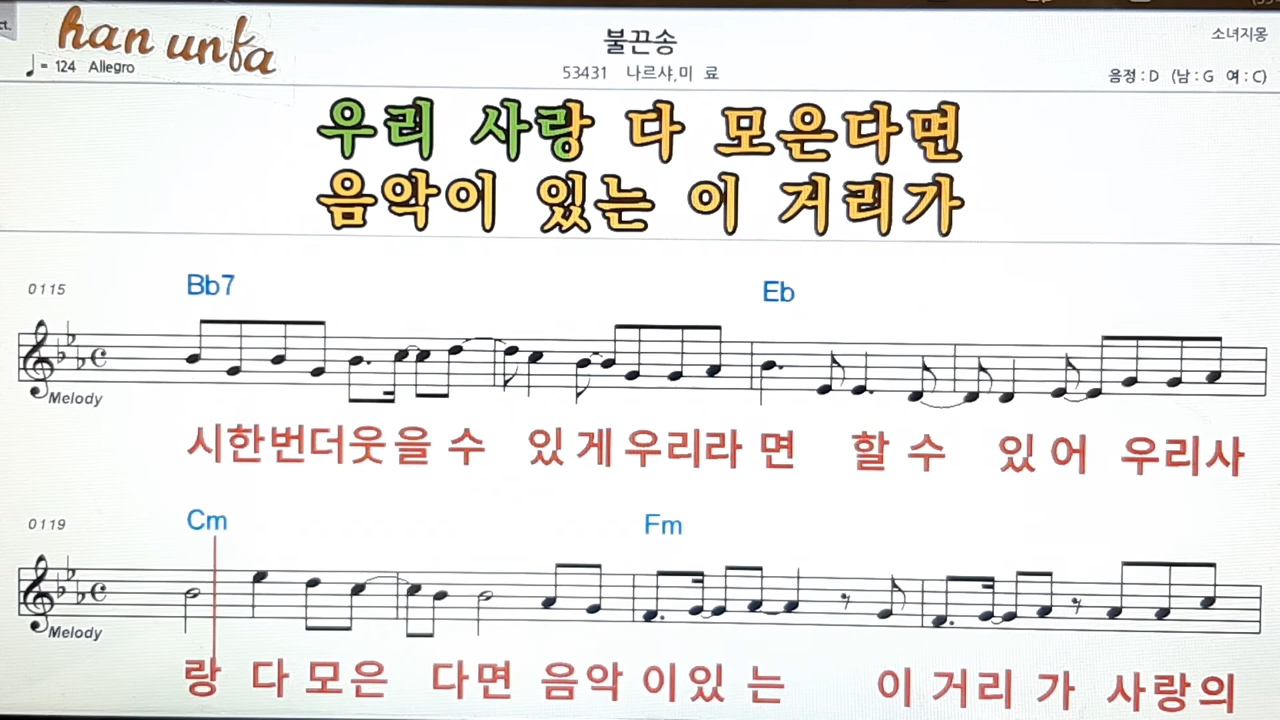 han unfa
불끈송
소녀지몽
♩= 124 Allegro
53431 나르샤,미 료
음정 : D (남 : G 여 : C)
우리 사랑 다 모은다면
음악이 있는 이 거리가
0115
Bb7 Eb
Melody
시한번더웃을 수 있게우리라 면 할 수 있 어 우리사
0119
Cm Fm
Melody
랑 다 모은 다면 음악 이있 는 이 거리 가 사랑의